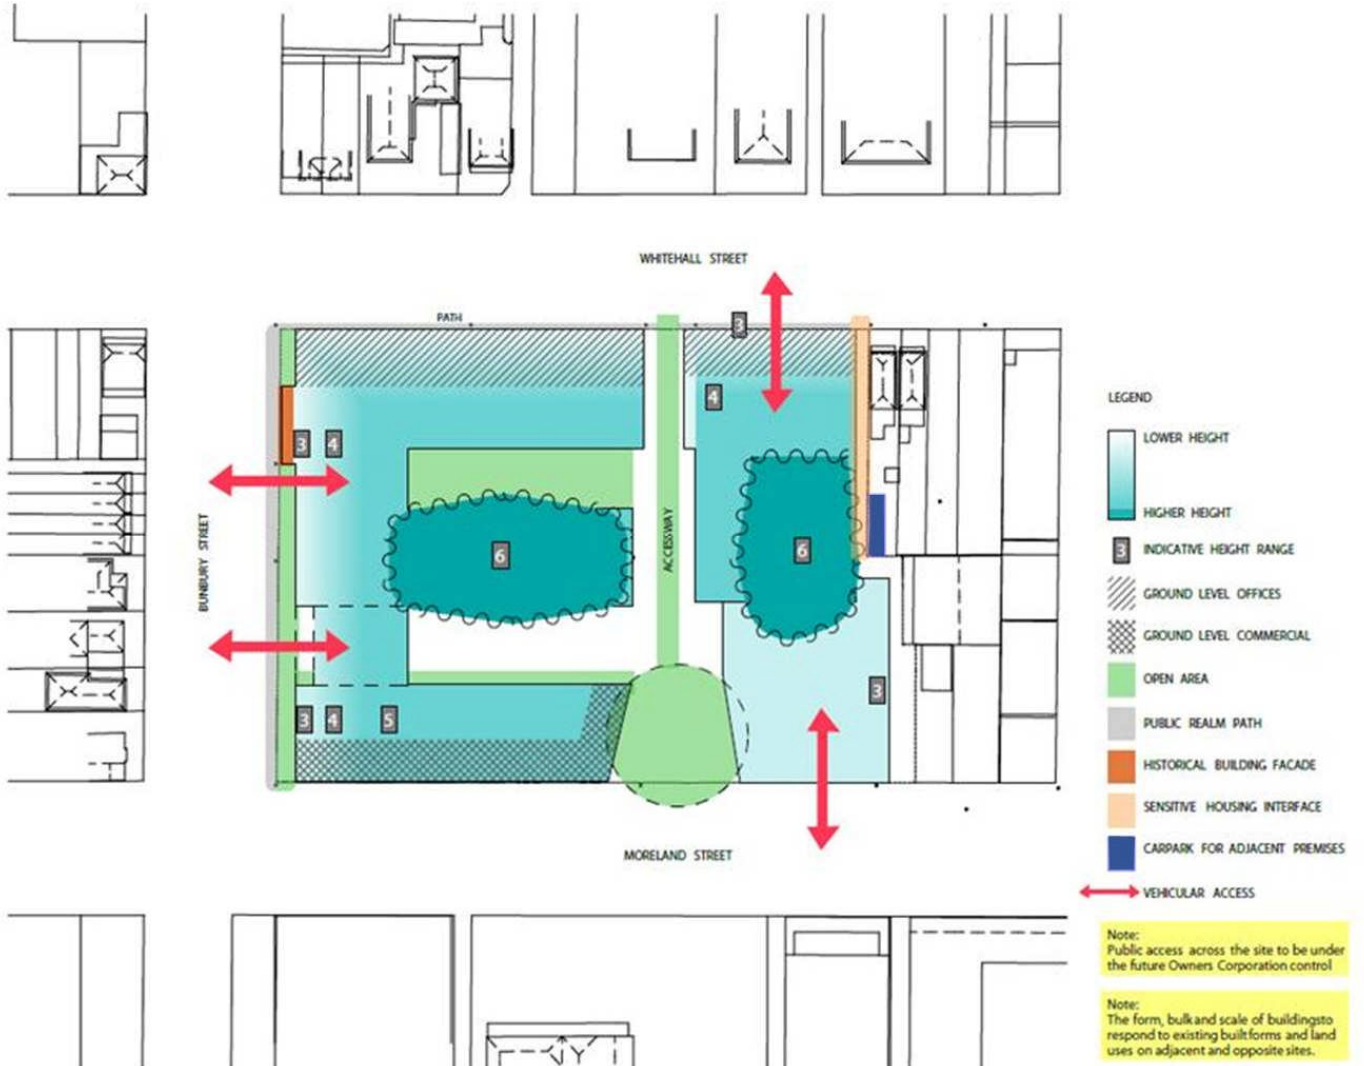 WHITEHALL STREET
PATH
3
4
3 4
BUNBURY STREET
ACCESSWAY
6
6
3
3 4 5
MORELAND STREET
LEGEND
LOWER HEIGHT
HIGHER HEIGHT
3 INDICATIVE HEIGHT RANGE
GROUND LEVEL OFFICES
GROUND LEVEL COMMERCIAL
OPEN AREA
PUBLIC REALM PATH
HISTORICAL BUILDING FACADE
SENSITIVE HOUSING INTERFACE
CARPARK FOR ADJACENT PREMISES
VEHICULAR ACCESS
Note:
Public access across the site to be under
the future Owners Corporation control
Note:
The form, bulkand scale of buildingsto
respond to existing builtforms and land
uses on adjacent and opposite sites.